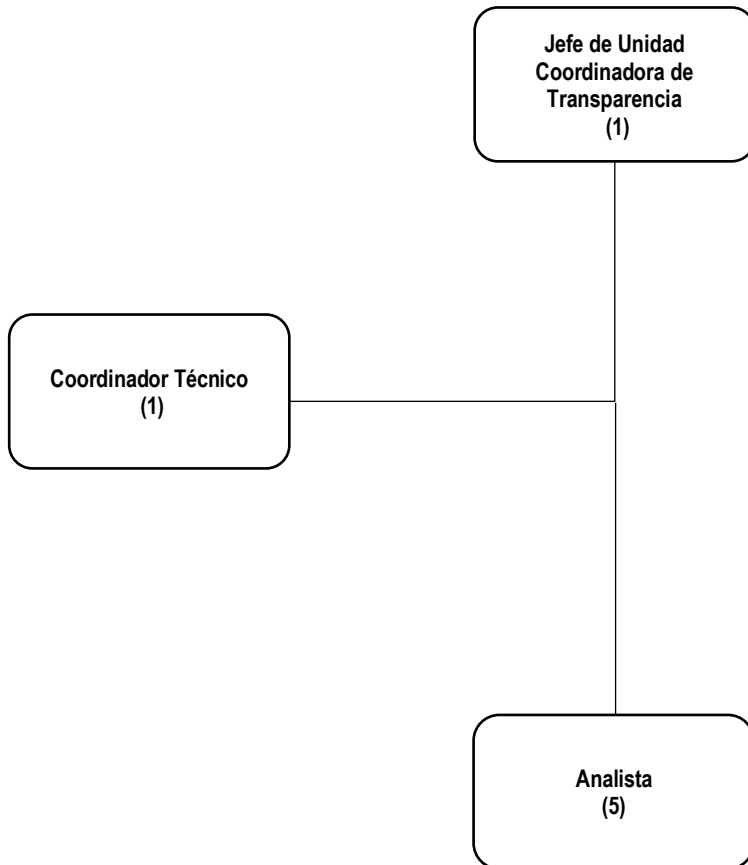 Jefe de Unidad
Coordinadora de
Transparencia
(1)
Coordinador Técnico
(1)
Analista
(5)